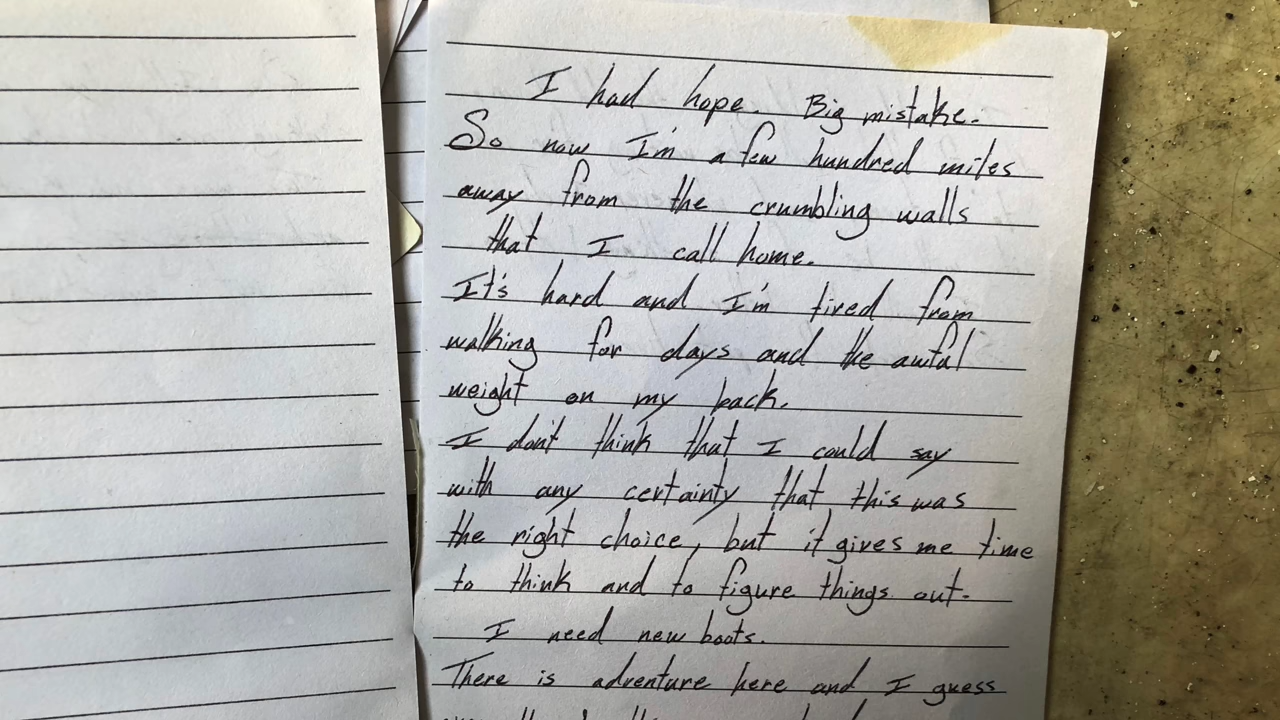 I had hope. Big mistake.
So now I'm a few hundred miles
away from the crumbling walls
that I call home.
It's hard and I'm tired from
walking for days and the awful
weight on my back.
I don't think that I could say
with any certainty that this was
the right choice, but it gives me time
to think and to figure things out.
I need new boots.
There is adventure here and I guess